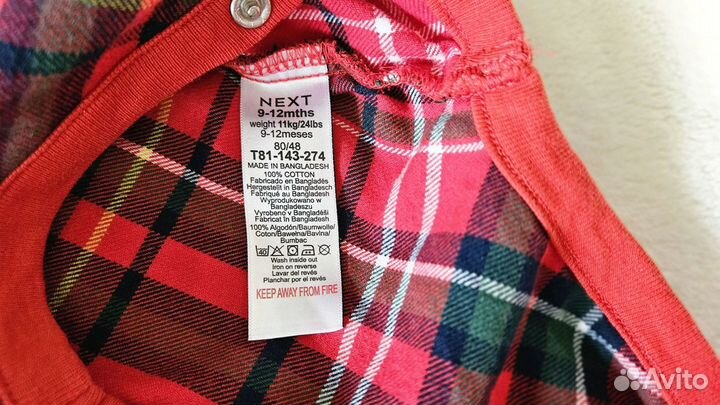 NEXT
9-12mths
weight 11kg/24lbs
9-12meses
80/48
T81-143-274
MADE IN BANGLADESH
100% COTTON
Fabricado en Bangladés
Hergestellt in Bangladesch
Fabriqué au Bangladesh
Wyprodukowano w
Bangladeszu
Vyrobeno v Bangladéši
Fabricat în Bangladesh
100% Algodón/Baumwolle/
Coton/Bawełna/Bavlna/
Bumbac
40
Wash inside out
Iron on reverse
Lavar del revés
Planchar por el revés
KEEP AWAY FROM FIRE
Avito